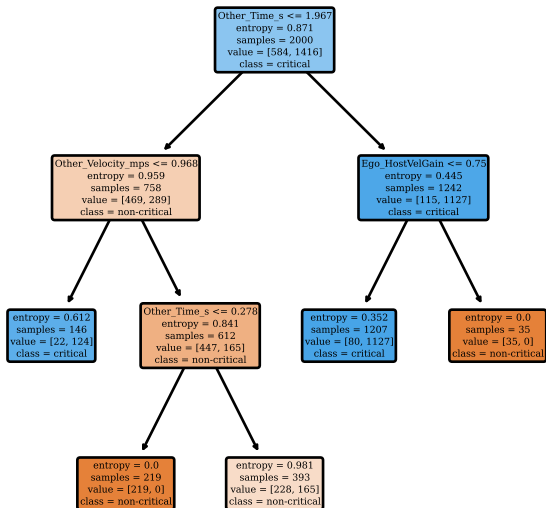 Other_Time_s <= 1.967
entropy = 0.871
samples = 2000
value = [584, 1416]
class = critical
Other_Velocity_mps <= 0.968
entropy = 0.959
samples = 758
value = [469, 289]
class = non-critical
Ego_HostVelGain <= 0.75
entropy = 0.445
samples = 1242
value = [115, 1127]
class = critical
entropy = 0.612
samples = 146
value = [22, 124]
class = critical
Other_Time_s <= 0.278
entropy = 0.841
samples = 612
value = [447, 165]
class = non-critical
entropy = 0.352
samples = 1207
value = [80, 1127]
class = critical
entropy = 0.0
samples = 35
value = [35, 0]
class = non-critical
entropy = 0.0
samples = 219
value = [219, 0]
class = non-critical
entropy = 0.981
samples = 393
value = [228, 165]
class = non-critical